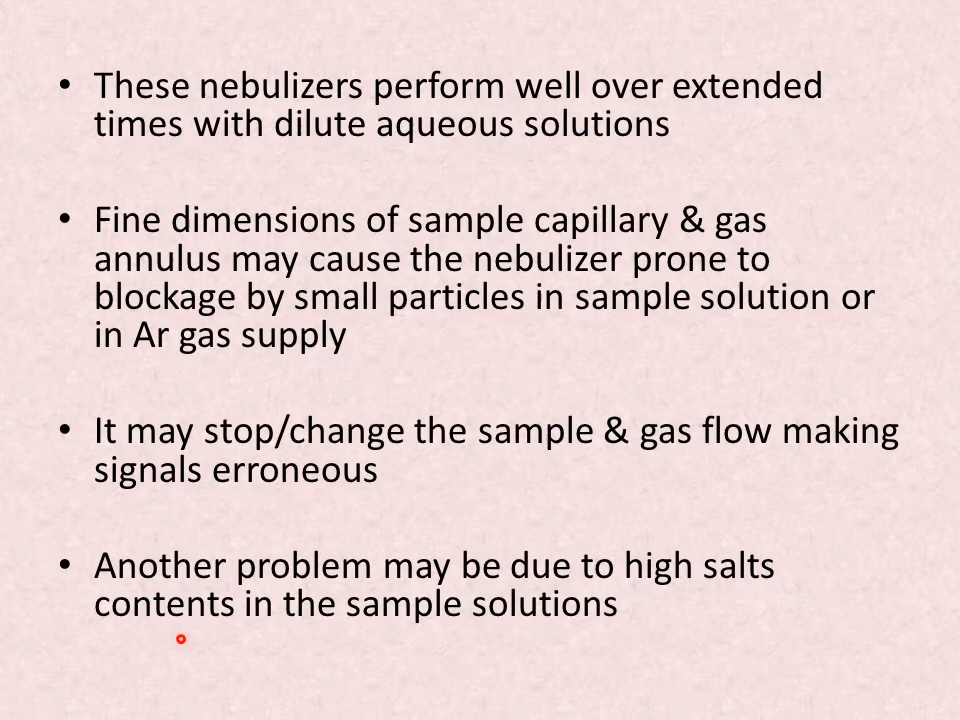 • These nebulizers perform well over extended
times with dilute aqueous solutions
• Fine dimensions of sample capillary & gas
annulus may cause the nebulizer prone to
blockage by small particles in sample solution or
in Ar gas supply
• It may stop/change the sample & gas flow making
signals erroneous
• Another problem may be due to high salts
contents in the sample solutions